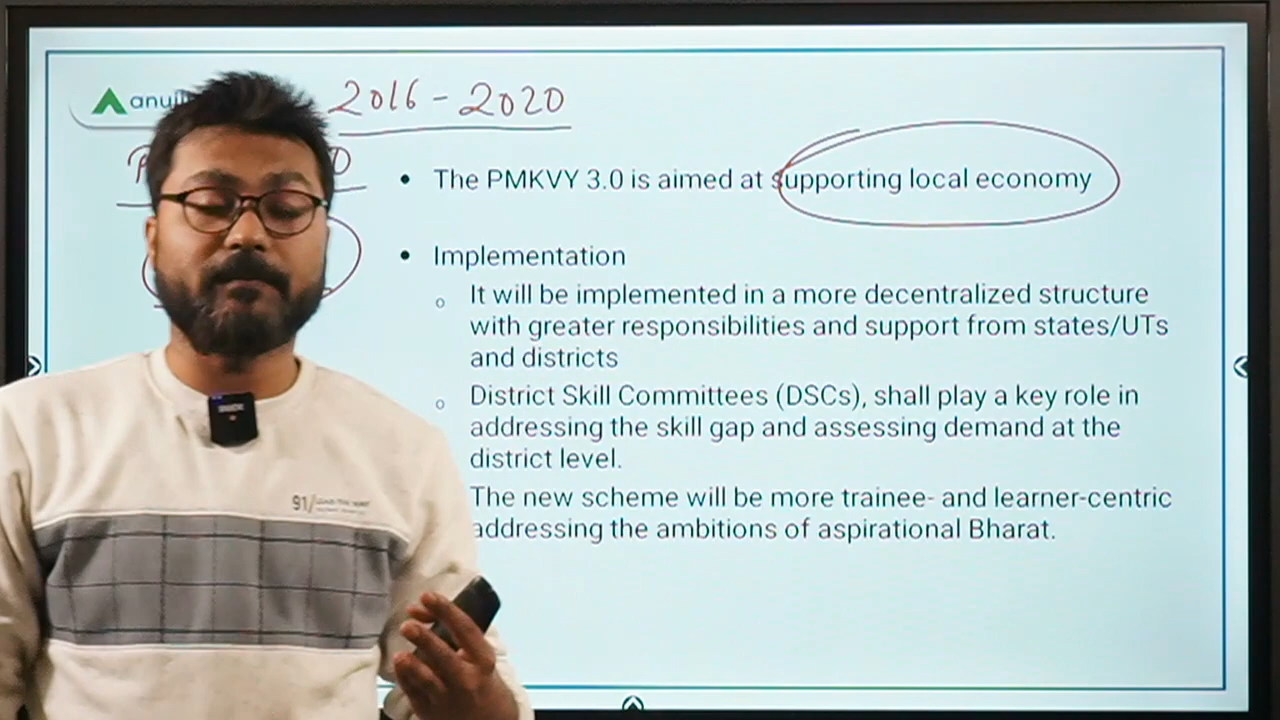 2016 - 2020
The PMKVY 3.0 is aimed at supporting local economy
Implementation
It will be implemented in a more decentralized structure
with greater responsibilities and support from states/UTs
and districts
District Skill Committees (DSCs), shall play a key role in
addressing the skill gap and assessing demand at the
district level.
The new scheme will be more trainee- and learner-centric
addressing the ambitions of aspirational Bharat.
91/